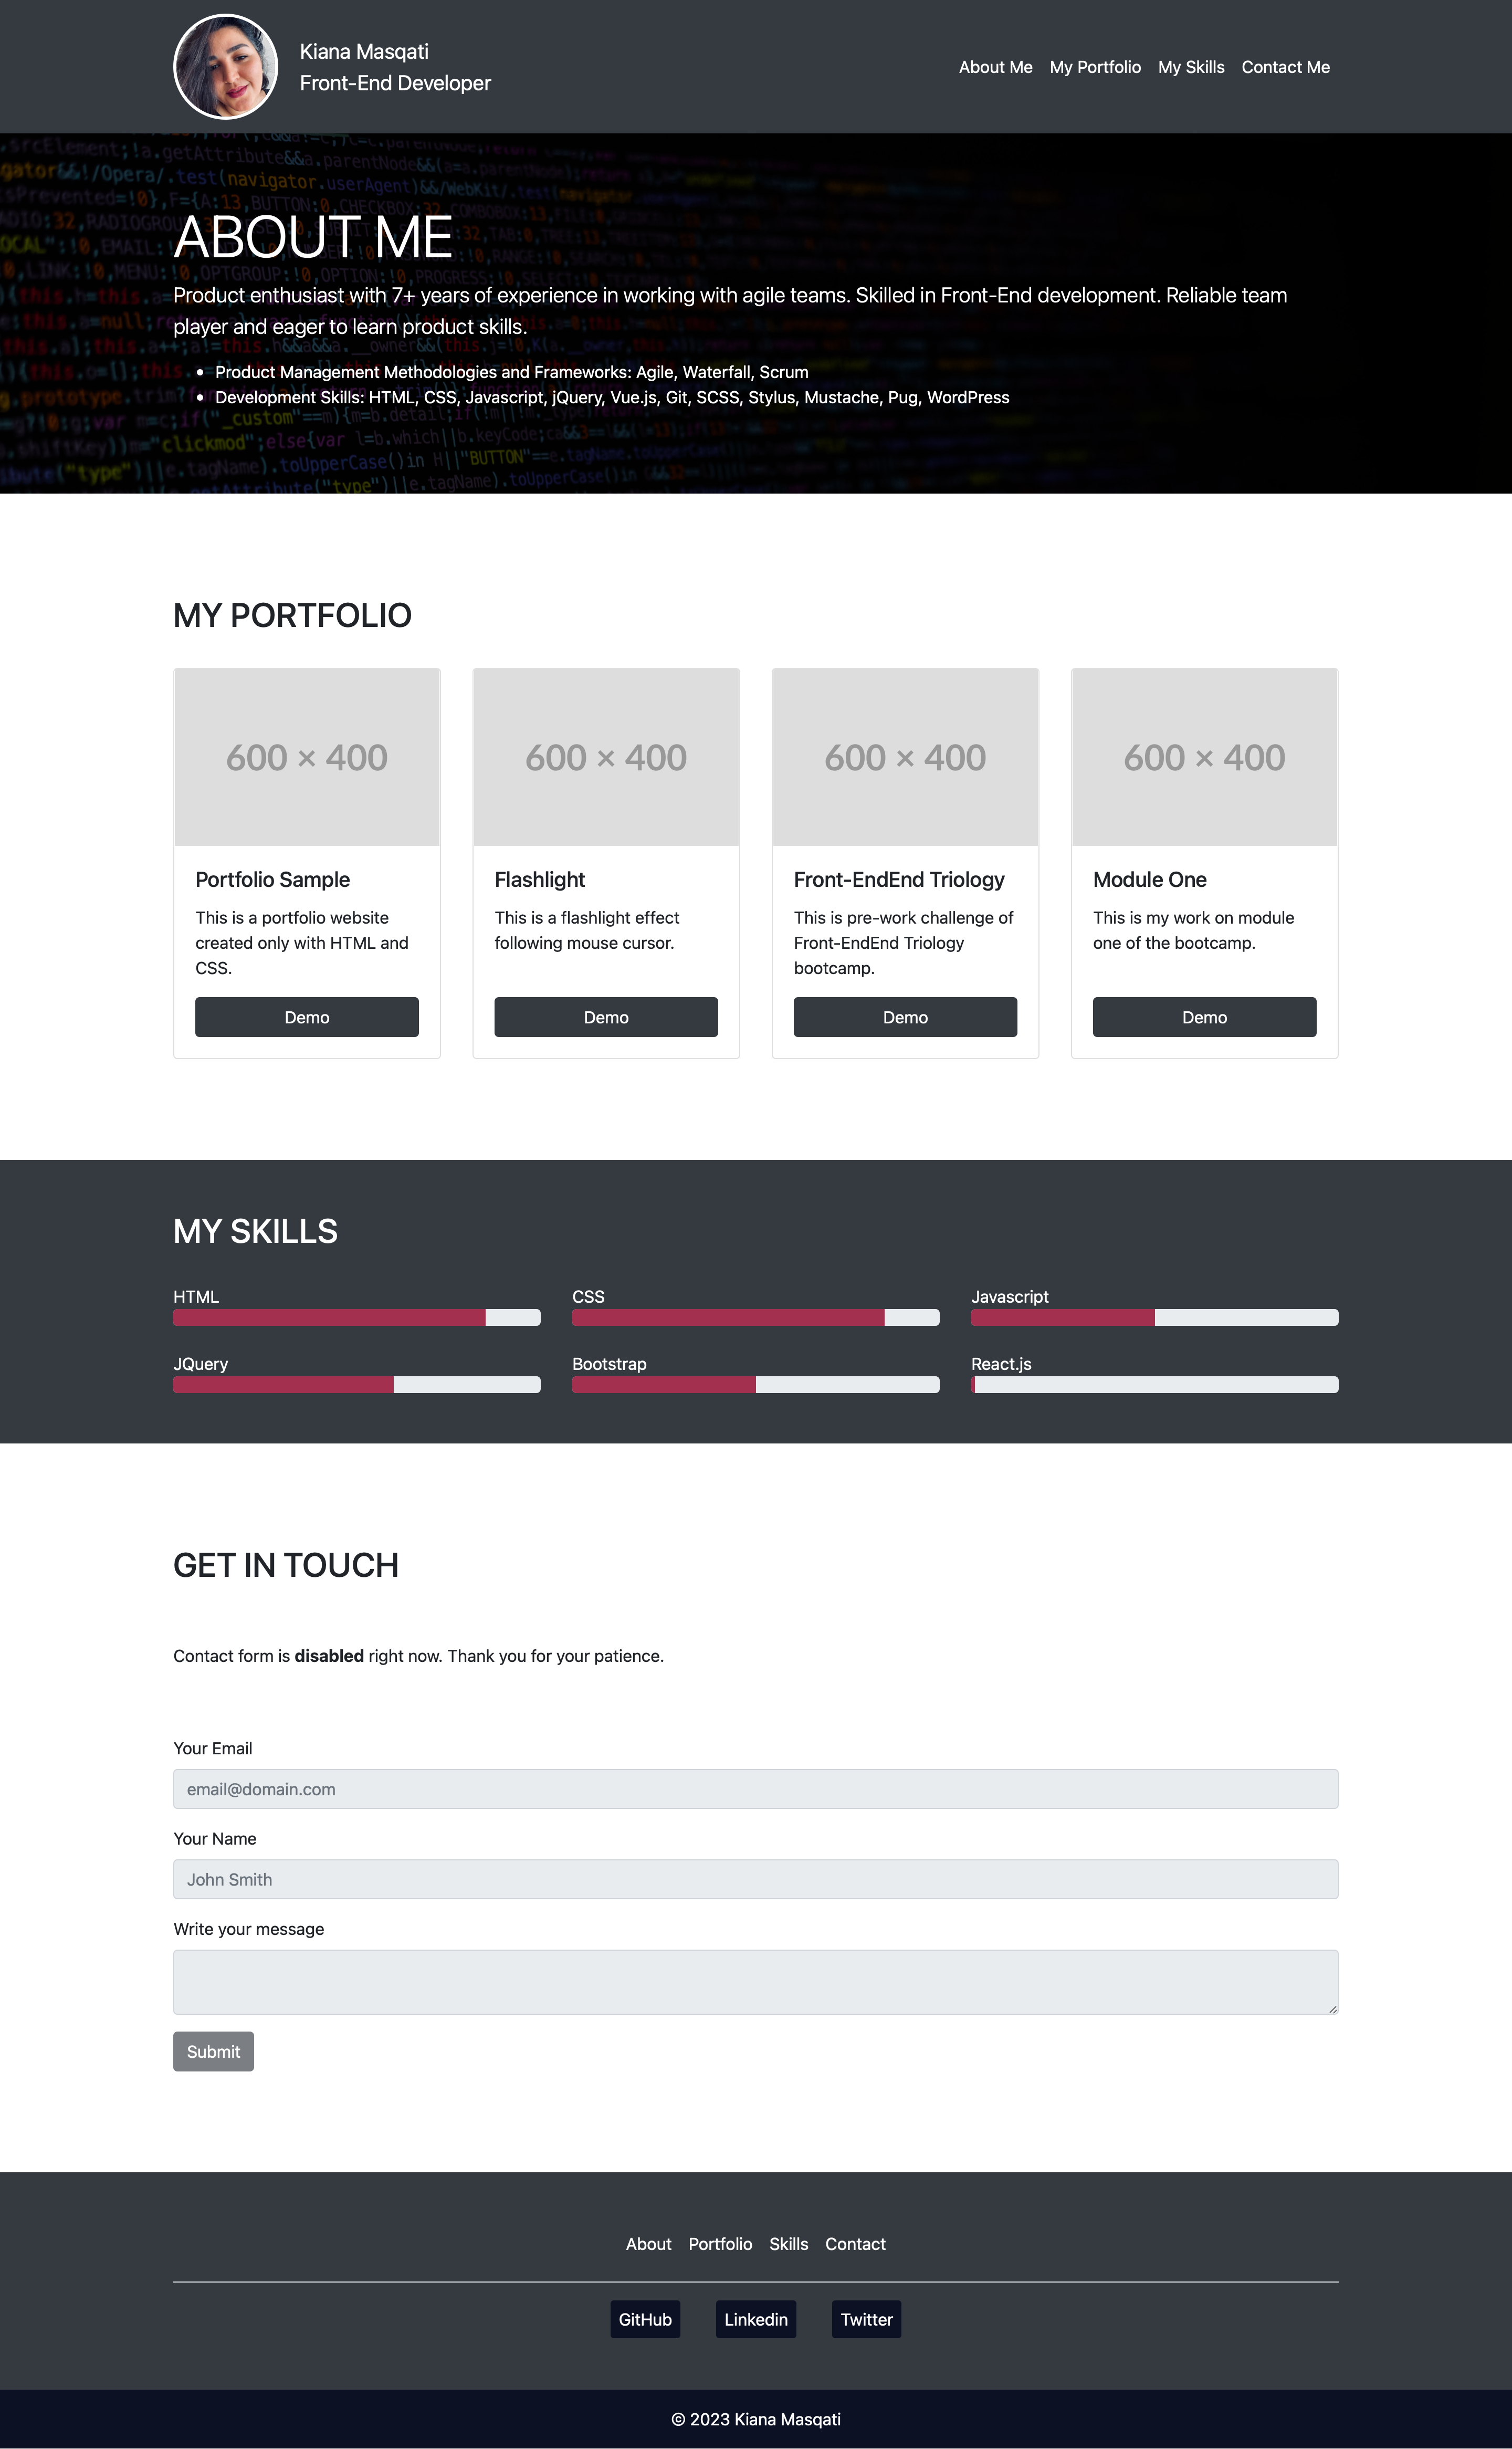 Kiana Masqati
Front-End Developer
About Me My Portfolio My Skills Contact Me
ABOUT ME
Product enthusiast with 7+ years of experience in working with agile teams. Skilled in Front-End development. Reliable team
player and eager to learn product skills.
Product Management Methodologies and Frameworks: Agile, Waterfall, Scrum
Development Skills: HTML, CSS, Javascript, jQuery, Vue.js, Git, SCSS, Stylus, Mustache, Pug, WordPress
MY PORTFOLIO
600 × 400
Portfolio Sample
This is a portfolio website
created only with HTML and
CSS.
Demo
600 × 400
Flashlight
This is a flashlight effect
following mouse cursor.
Demo
600 × 400
Front-EndEnd Triology
This is pre-work challenge of
Front-EndEnd Triology
bootcamp.
Demo
600 × 400
Module One
This is my work on module
one of the bootcamp.
Demo
MY SKILLS
HTML
CSS
Javascript
JQuery
Bootstrap
React.js
GET IN TOUCH
Contact form is disabled right now. Thank you for your patience.
Your Email
email@domain.com
Your Name
John Smith
Write your message
Submit
About Portfolio Skills Contact
GitHub Linkedin Twitter
© 2023 Kiana Masqati